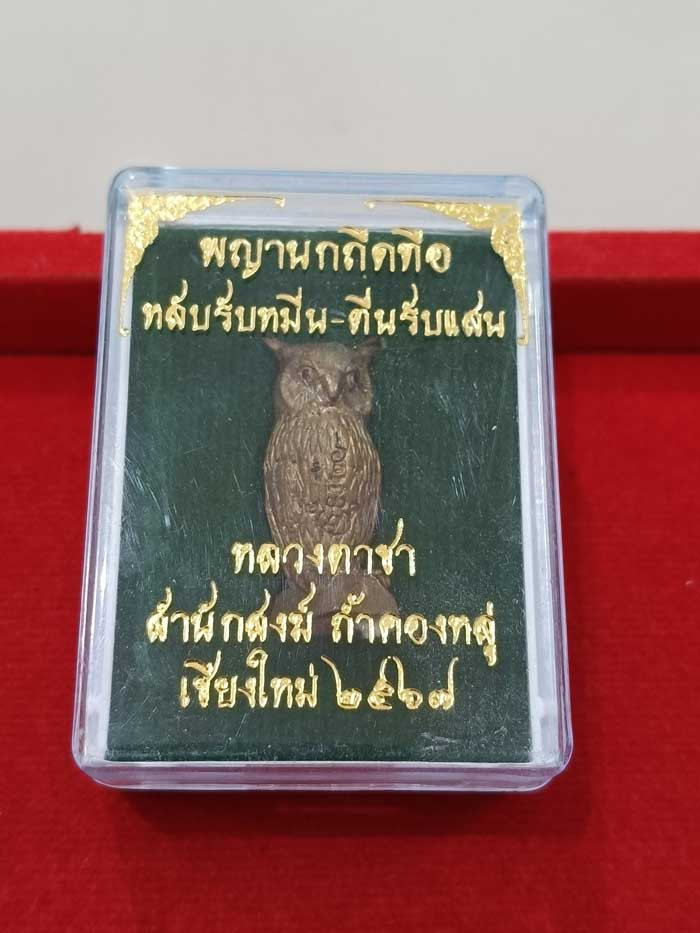 พญานกถืดทือ
หลับรับหมื่น-ตื่นรับแสน
หลวงตาชา
สำนักสงฆ์ ถ้ำคองหลู่
เชียงใหม่ ๒๕๖๗